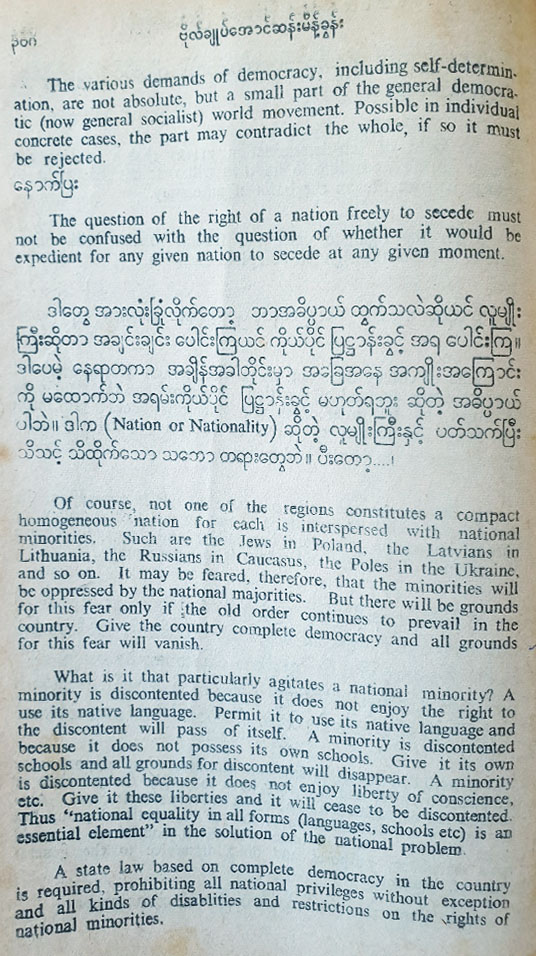 ၃၀၈
ဗိုလ်ချုပ်အောင်ဆန်းမိန့်ခွန်း
The various demands of democracy, including self-determin-
ation, are not absolute, but a small part of the general democra-
tic (now general socialist) world movement. Possible in individual
concrete cases, the part may contradict the whole, if so it must
be rejected.
နောက်ပြီး
The question of the right of a nation freely to secede must
not be confused with the question of whether it would be
expedient for any given nation to secede at any given moment.
ဒါတွေ အားလုံးခြုံလိုက်တော့ ဘာအဓိပ္ပာယ် ထွက်သလဲဆိုယင် လူမျိုး
ကြီးဆိုတာ အချင်းချင်း ပေါင်းကြယင် ကိုယ်ပိုင် ပြဋ္ဌာန်းခွင့် အရ ပေါင်းကြ။
ဒါပေမဲ့ နေရာတကာ အချိန်အခါတိုင်းမှာ အခြေအနေ အကျိုးအကြောင်း
ကို မထောက်ဘဲ အရမ်းကိုယ်ပိုင် ပြဋ္ဌာန်းခွင့် မဟုတ်ရဘူး ဆိုတဲ့ အဓိပ္ပာယ်
ပါဘဲ။ ဒါက (Nation or Nationality) ဆိုတဲ့ လူမျိုးကြီးနှင့် ပတ်သက်ပြီး
သိသင့် သိထိုက်သော သဘော တရားတွေဘဲ။ ပီးတော့....၊
Of course, not one of the regions constitutes a compact
homogeneous nation for each is interspersed with national
minorities. Such are the Jews in Poland, the Latvians in
Lithuania, the Russians in Caucasus, the Poles in the Ukraine,
and so on. It may be feared, therefore, that the minorities will
be oppressed by the national majorities. But there will be grounds
for this fear only if the old order continues to prevail in the
country. Give the country complete democracy and all grounds
for this fear will vanish.
What is it that particularly agitates a national minority? A
minority is discontented because it does not enjoy the right to
use its native language. Permit it to use its native language and
the discontent will pass of itself. A minority is discontented
because it does not possess its own schools. Give it its own
schools and all grounds for discontent will disappear. A minority
is discontented because it does not enjoy liberty of conscience,
etc. Give it these liberties and it will cease to be discontented.
Thus “national equality in all forms (languages, schools etc) is an
essential element” in the solution of the national problem.
A state law based on complete democracy in the country
is required, prohibiting all national privileges without exception
and all kinds of disablities and restrictions on the rights of
national minorities.